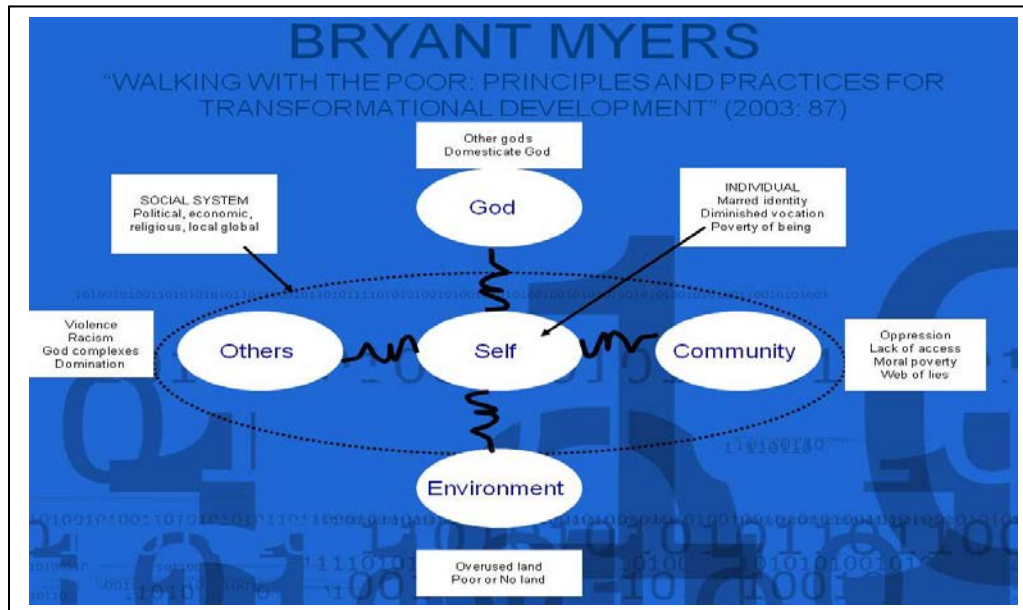 BRYANT MYERS
"WALKING WITH THE POOR: PRINCIPLES AND PRACTICES FOR
TRANSFORMATIONAL DEVELOPMENT" (2003: 87)
Other gods
Domesticate God
God
SOCIAL SYSTEM
Political, economic,
religious, local global
INDIVIDUAL
Marred identity
Diminished vocation
Poverty of being
Violence
Racism
God complexes
Domination
Others
Self
Community
Oppression
Lack of access
Moral poverty
Web of lies
Environment
Overused land
Poor or No land